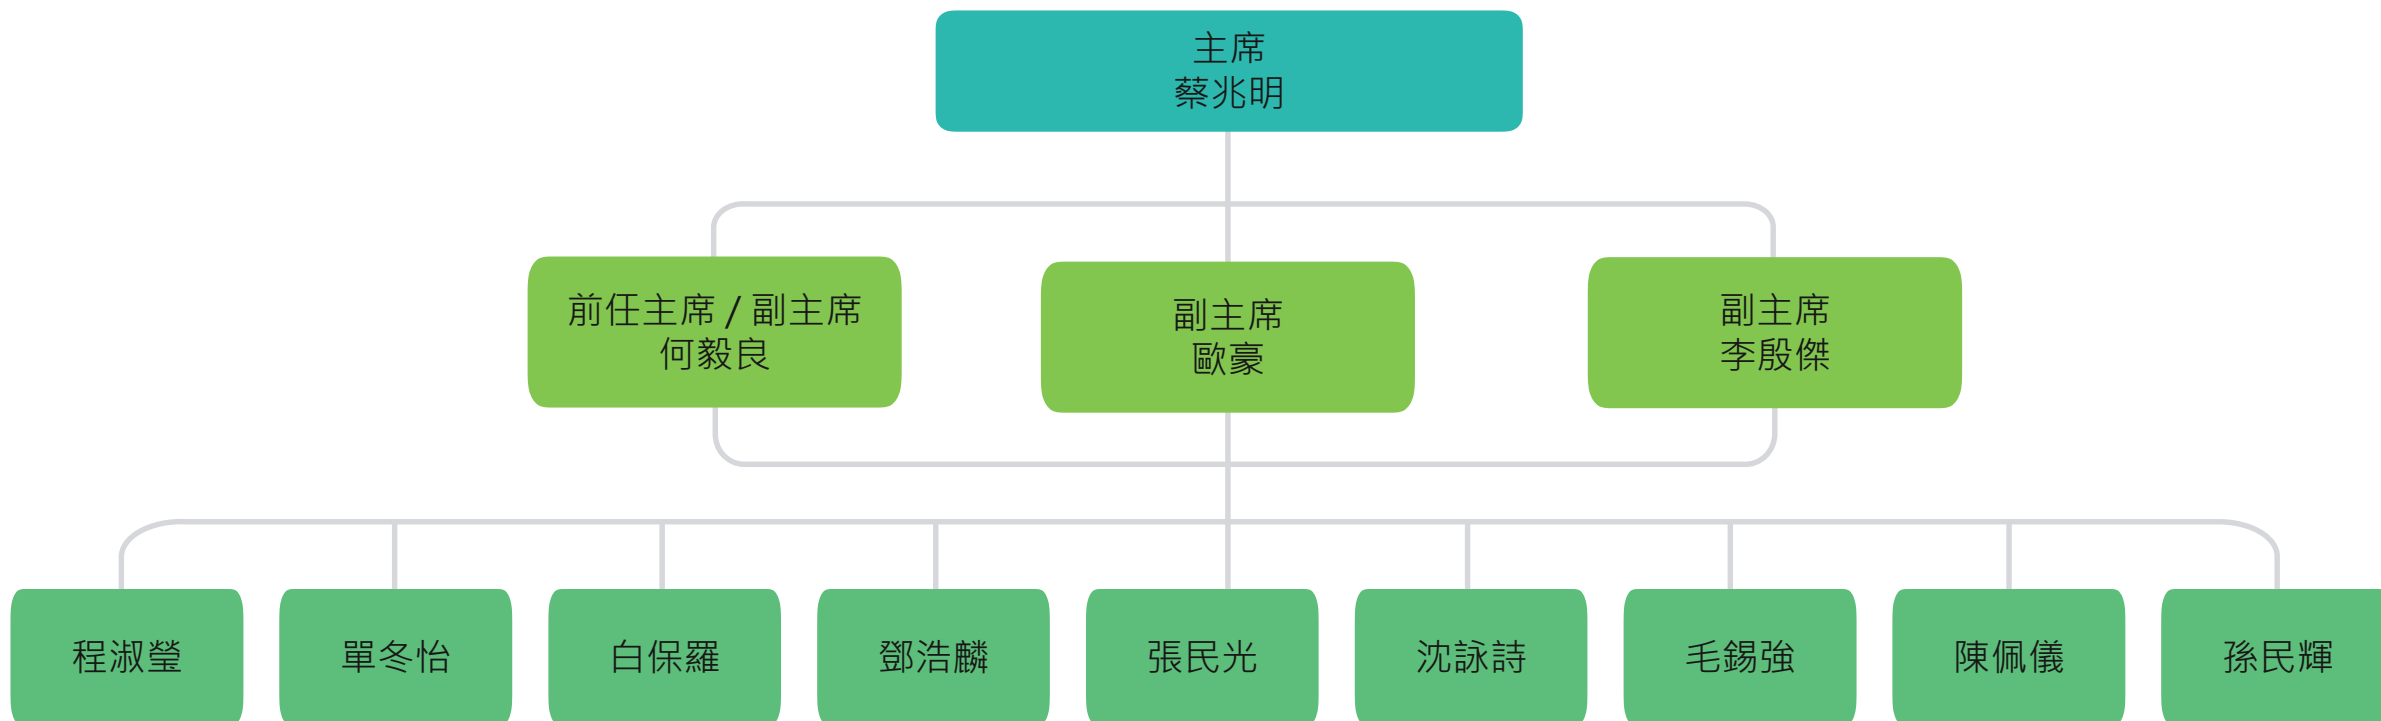 主席
蔡兆明
前任主席 / 副主席
何毅良
副主席
歐豪
副主席
李殷傑
程淑瑩
單冬怡
白保羅
鄧浩麟
張民光
沈詠詩
毛錫強
陳佩儀
孫民輝